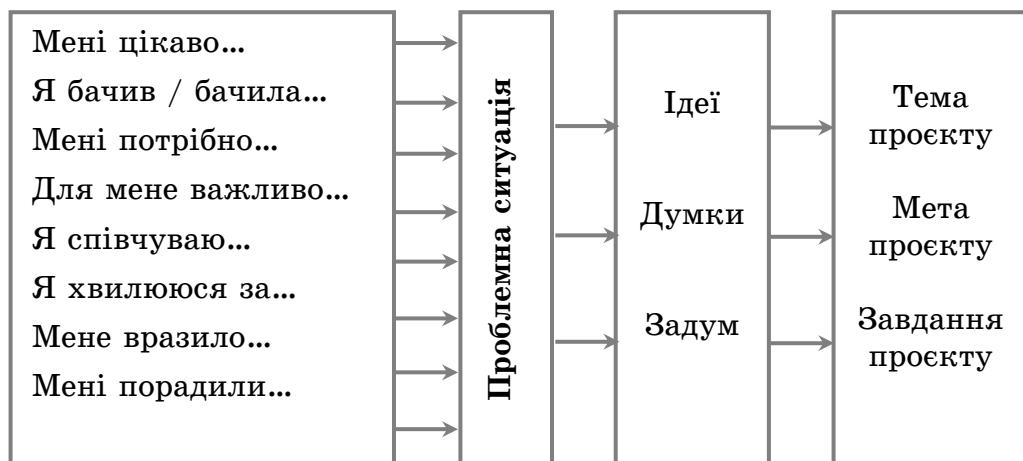 Мені цікаво...
Я бачив / бачила...
Мені потрібно...
Для мене важливо...
Я співчуваю...
Я хвилююся за...
Мене вразило...
Мені порадили...
Проблемна ситуація
Ідеї
Думки
Задум
Тема
проєкту
Мета
проєкту
Завдання
проєкту